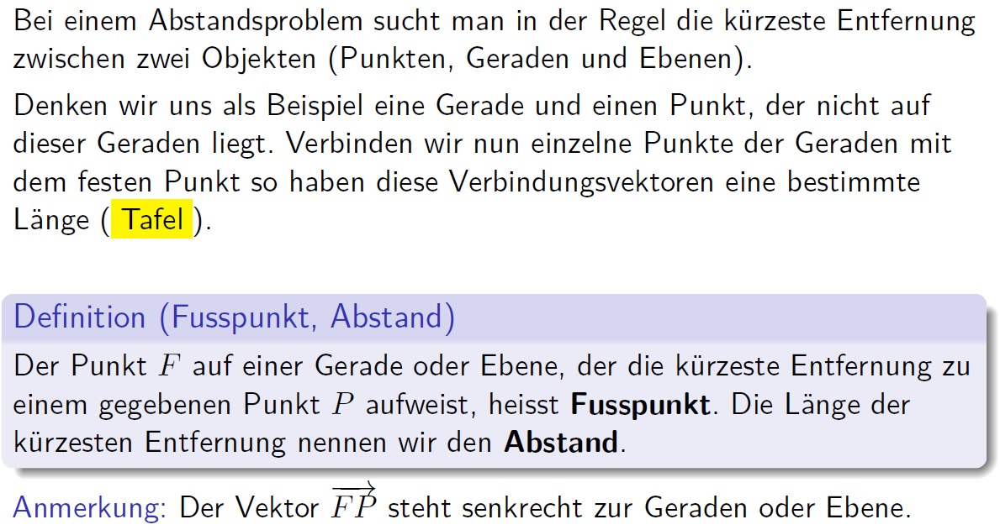 Bei einem Abstandsproblem sucht man in der Regel die kürzeste Entfernung
zwischen zwei Objekten (Punkten, Geraden und Ebenen).
Denken wir uns als Beispiel eine Gerade und einen Punkt, der nicht auf
dieser Geraden liegt. Verbinden wir nun einzelne Punkte der Geraden mit
dem festen Punkt so haben diese Verbindungsvektoren eine bestimmte
Länge ( Tafel ).
Definition (Fusspunkt, Abstand)
Der Punkt F auf einer Gerade oder Ebene, der die kürzeste Entfernung zu
einem gegebenen Punkt P aufweist, heisst Fusspunkt. Die Länge der
kürzesten Entfernung nennen wir den Abstand.
Anmerkung: Der Vektor $\overrightarrow{FP}$ steht senkrecht zur Geraden oder Ebene.